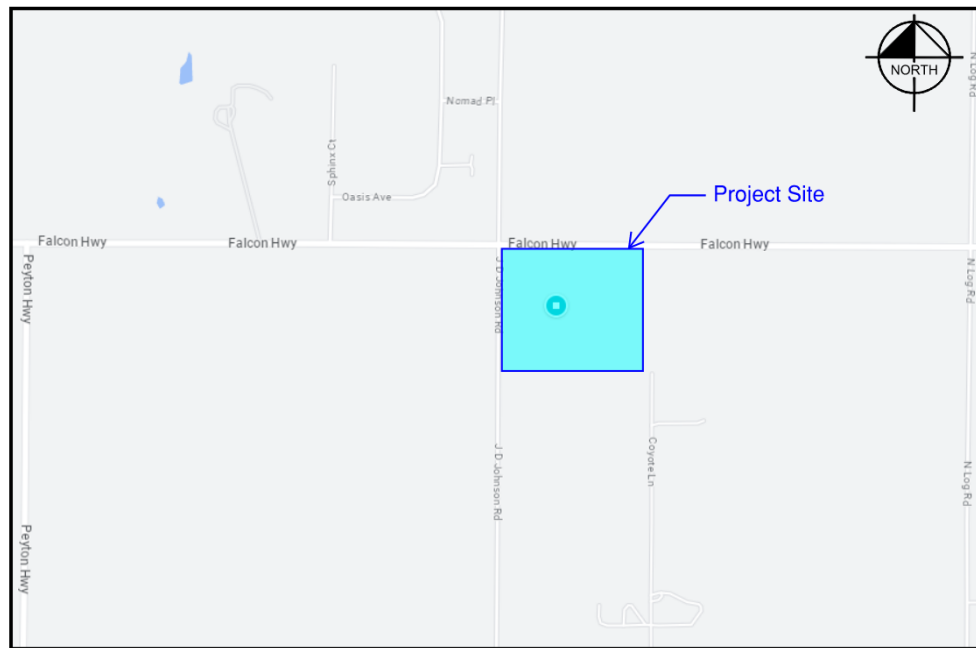 NORTH
N Log Rd
Nomad Pl
Sphinx Ct
Oasis Ave
Project Site
Falcon Hwy
Falcon Hwy
Falcon Hwy
Falcon Hwy
Peyton Hwy
J D Johnson Rd
N Log Rd
J D Johnson Rd
Coyote Ln
N Log Rd
Peyton Hwy